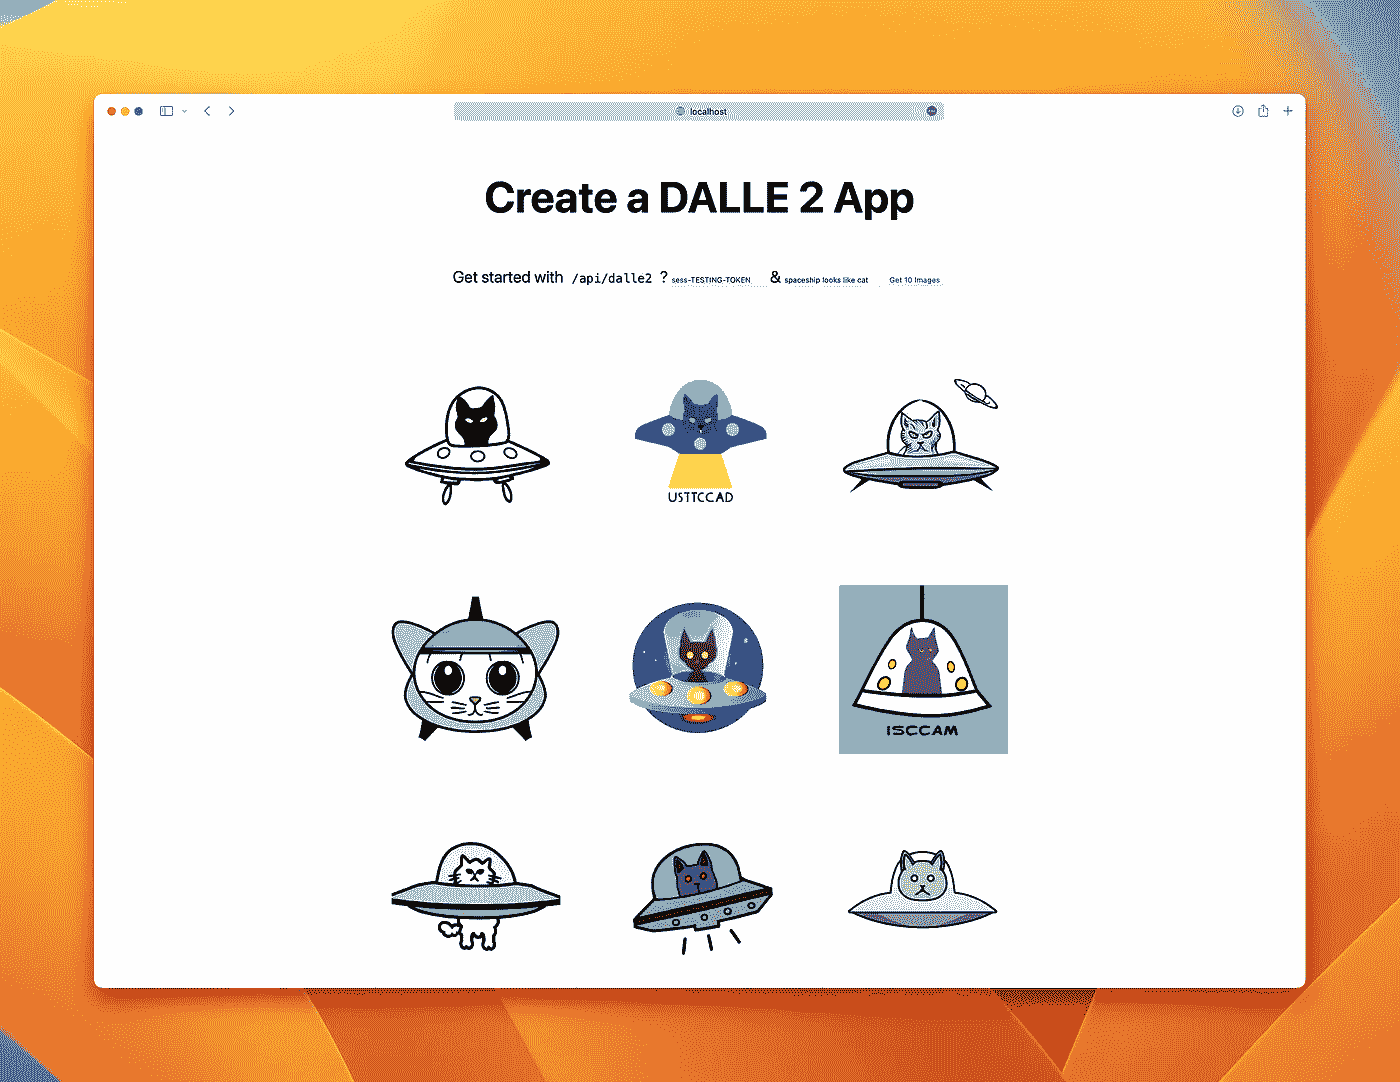 localhost
Create a DALLE 2 App
Get started with /api/dalle2 ? sess-TESTING-TOKEN & spaceship looks like cat Get 10 Images
USTTCCAD
ISCCAM